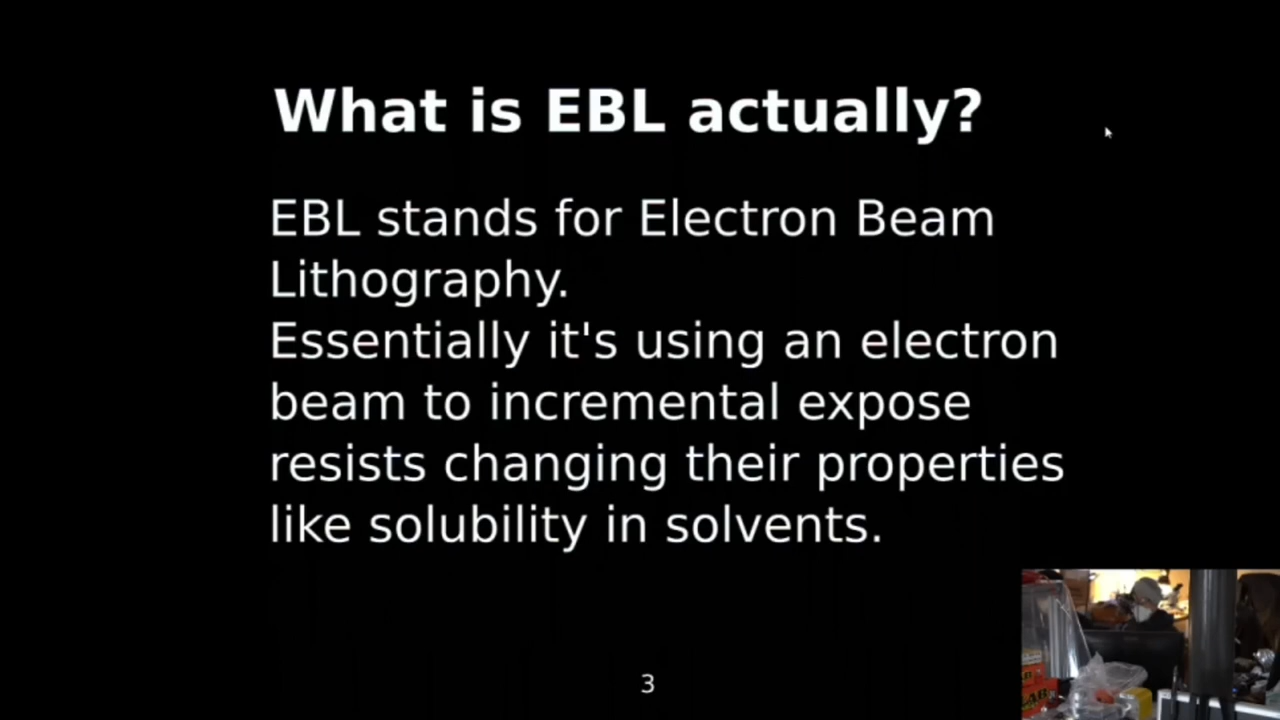 What is EBL actually?
EBL stands for Electron Beam
Lithography.
Essentially it's using an electron
beam to incremental expose
resists changing their properties
like solubility in solvents.
3